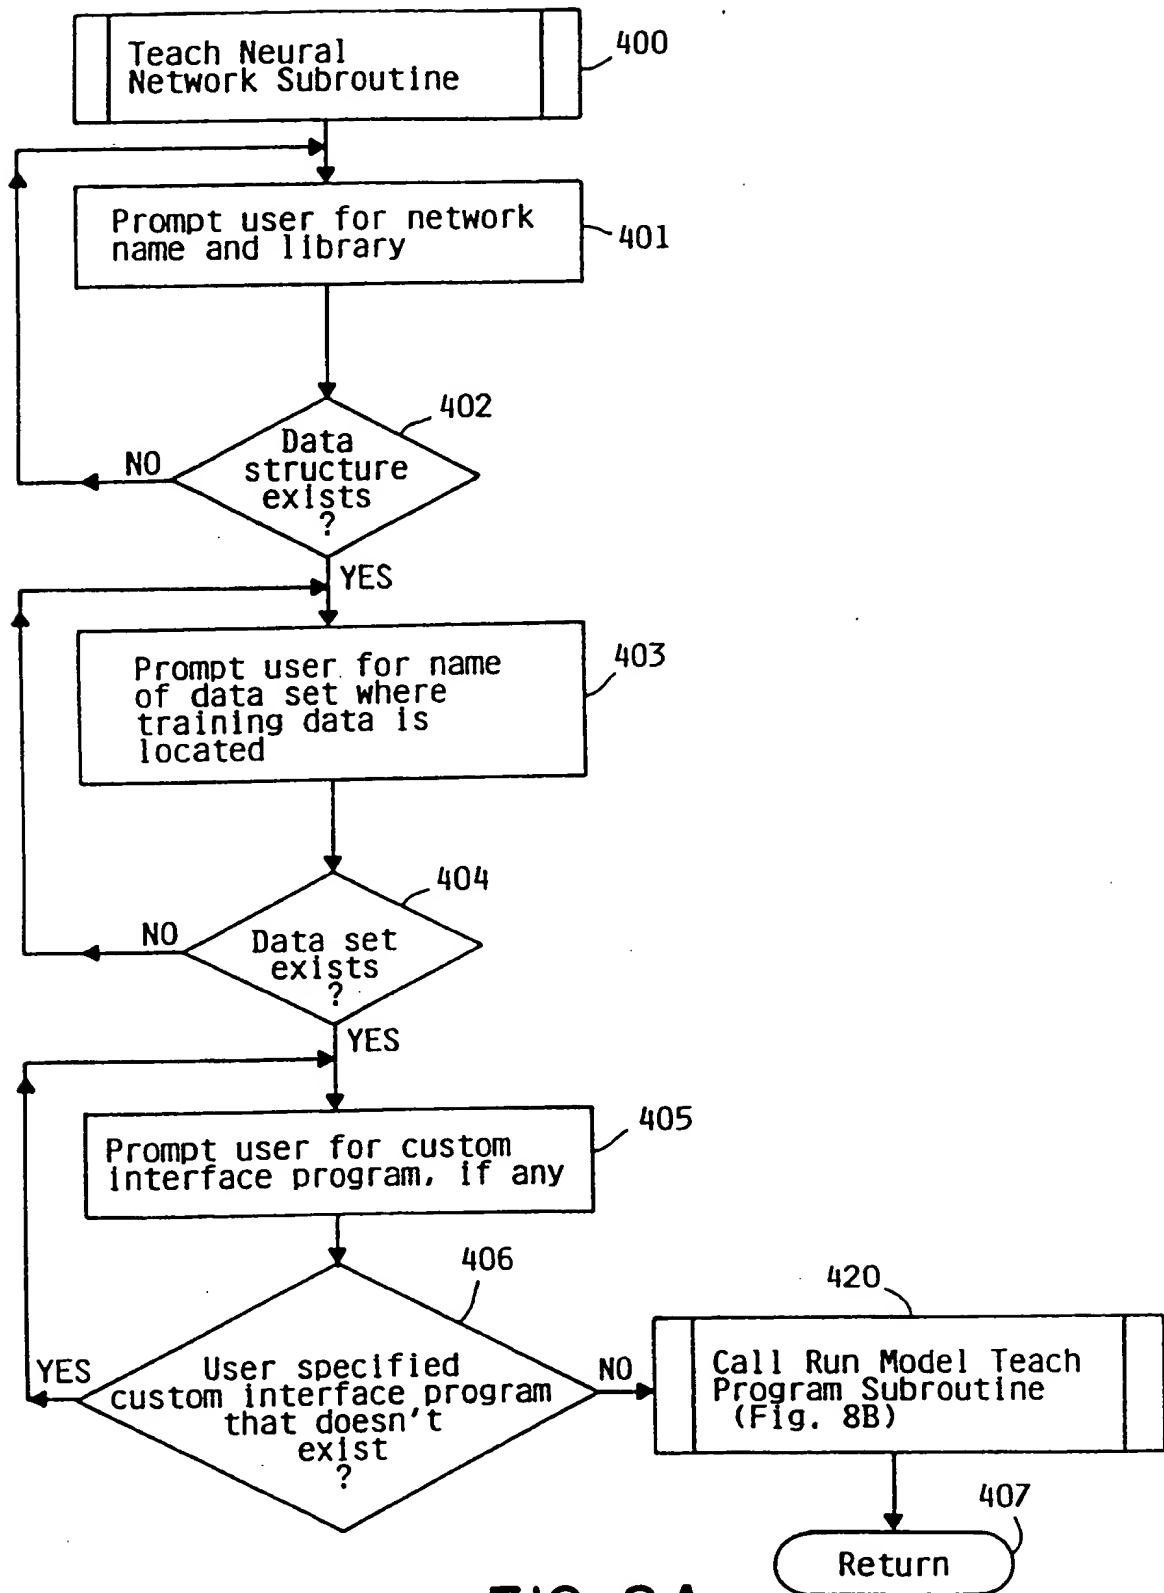 Teach Neural
Network Subroutine
400
Prompt user for network
name and library
401
402
Data
structure
exists
?
NO
YES
Prompt user for name
of data set where
training data is
located
403
404
Data set
exists
?
NO
YES
Prompt user for custom
interface program, if any
405
406
User specified
custom interface program
that doesn't
exist
?
YES
NO
420
Call Run Model Teach
Program Subroutine
(Fig. 8B)
407
Return